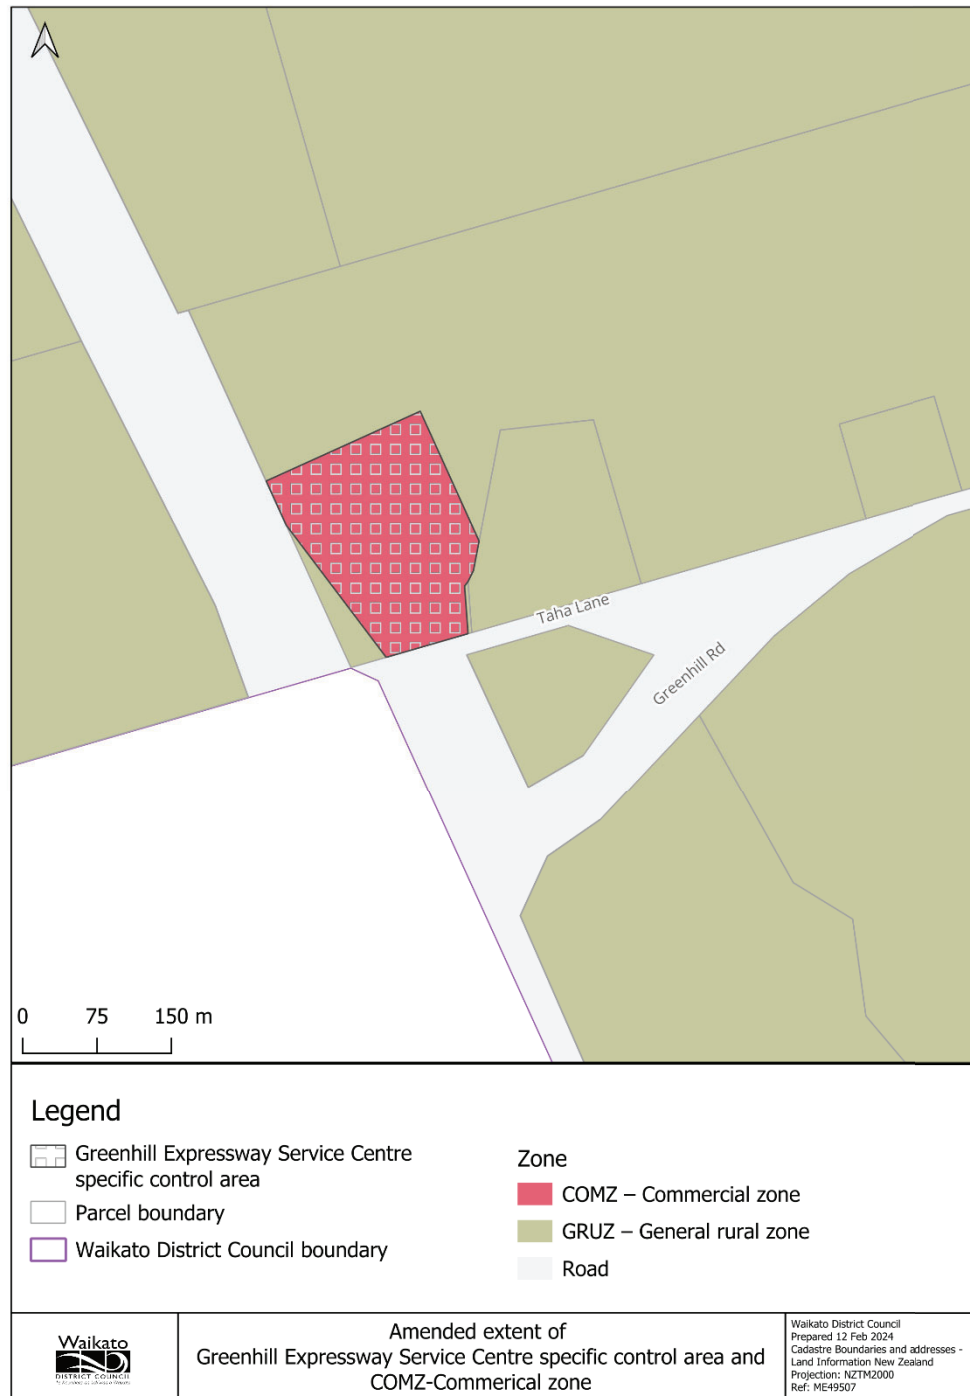 Taha Lane
Greenhill Rd
0 75 150 m
Legend
Greenhill Expressway Service Centre
specific control area
Parcel boundary
Waikato District Council boundary
Zone
COMZ – Commercial zone
GRUZ – General rural zone
Road
Waikato
DISTRICT COUNCIL
Amended extent of
Greenhill Expressway Service Centre specific control area and
COMZ-Commerical zone
Waikato District Council
Prepared 12 Feb 2024
Cadastre Boundaries and addresses -
Land Information New Zealand
Projection: NZTM2000
Ref: ME49507